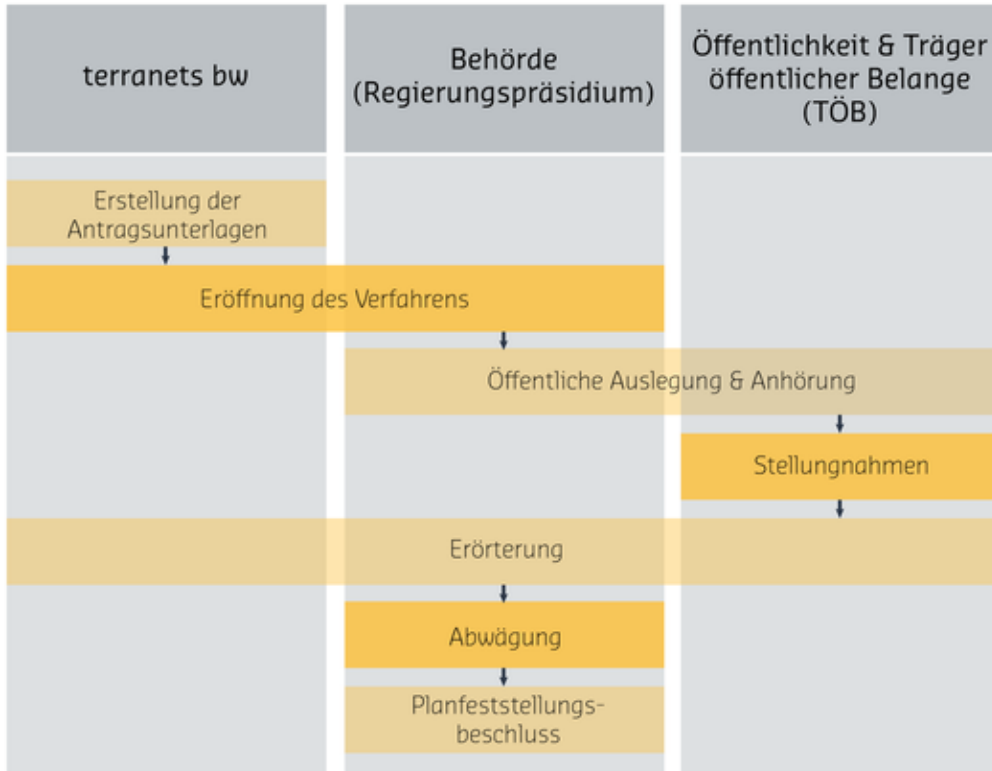 terranets bw
Behörde
(Regierungspräsidium)
Öffentlichkeit & Träger
öffentlicher Belange
(TÖB)
Erstellung der
Antragsunterlagen
Eröffnung des Verfahrens
Öffentliche Auslegung & Anhörung
Stellungnahmen
Erörterung
Abwägung
Planfeststellungs-
beschluss